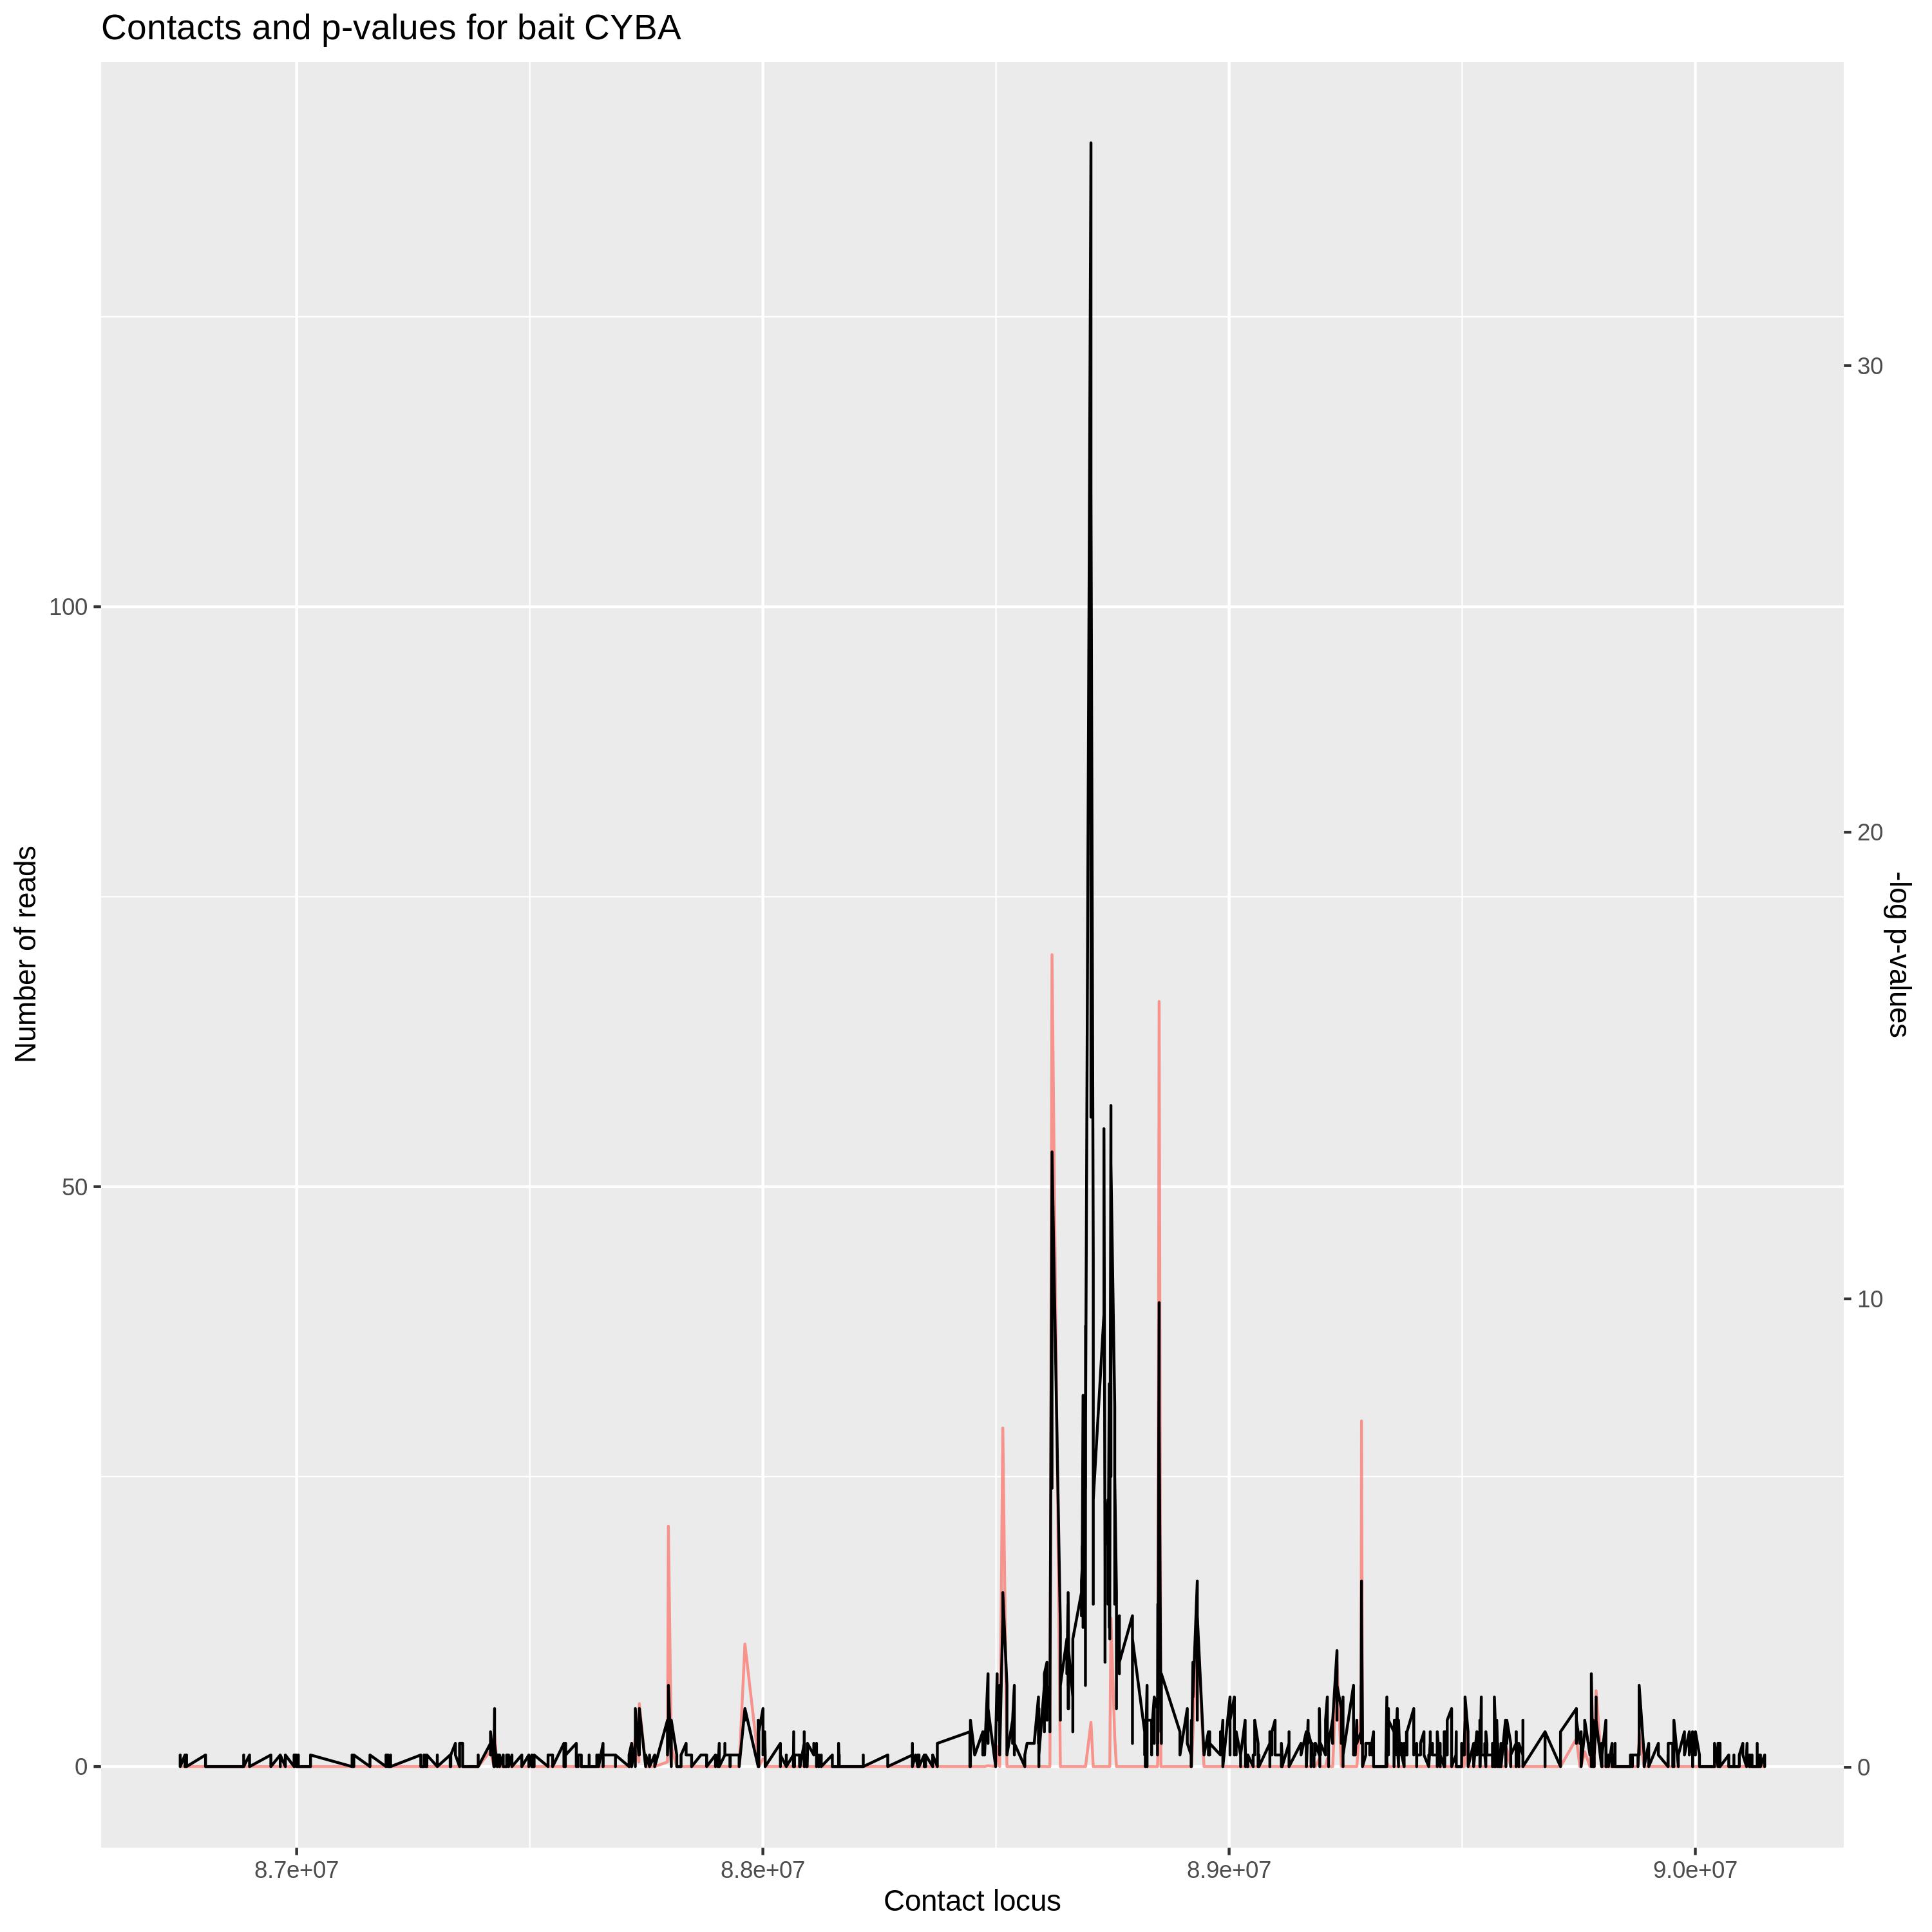 Contacts and p-values for bait CYBA
Number of reads
100
50
0
30
20
10
0
-log p-values
8.7e+07
8.8e+07
8.9e+07
9.0e+07
Contact locus